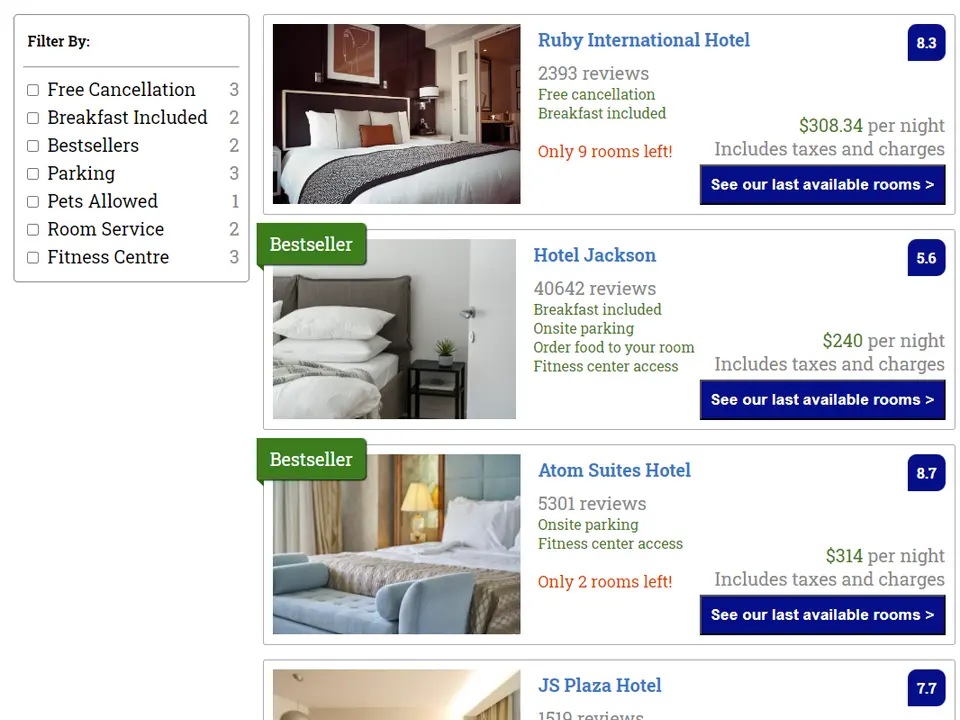 Filter By:
Free Cancellation 3
Breakfast Included 2
Bestsellers 2
Parking 3
Pets Allowed 1
Room Service 2
Fitness Centre 3
Ruby International Hotel
8.3
2393 reviews
Free cancellation
Breakfast included
Only 9 rooms left!
$308.34 per night
Includes taxes and charges
See our last available rooms >
Bestseller
Hotel Jackson
5.6
40642 reviews
Breakfast included
Onsite parking
Order food to your room
Fitness center access
$240 per night
Includes taxes and charges
See our last available rooms >
Bestseller
Atom Suites Hotel
8.7
5301 reviews
Onsite parking
Fitness center access
Only 2 rooms left!
$314 per night
Includes taxes and charges
See our last available rooms >
JS Plaza Hotel
7.7
1519 reviews